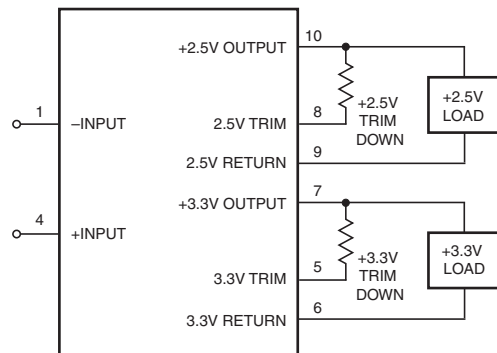 10
+2.5V OUTPUT
1
–INPUT
8
2.5V TRIM
+2.5V
TRIM
DOWN
+2.5V
LOAD
9
2.5V RETURN
7
+3.3V OUTPUT
4
+INPUT
5
3.3V TRIM
+3.3V
TRIM
DOWN
+3.3V
LOAD
6
3.3V RETURN